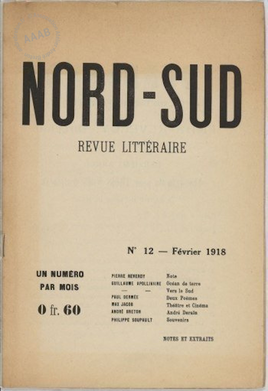 NORD-SUD
REVUE LITTÉRAIRE
N° 12 — Février 1918
UN NUMÉRO
PAR MOIS
0 fr. 60
PIERRE REVERDY Note
GUILLAUME APOLLINAIRE Océan de terre
— — Vers le Sud
PAUL DERMÉE Deux Poèmes
MAX JACOB Théâtre et Cinéma
ANDRÉ BRETON André Derain
PHILIPPE SOUPAULT Souvenirs
NOTES ET EXTRAITS